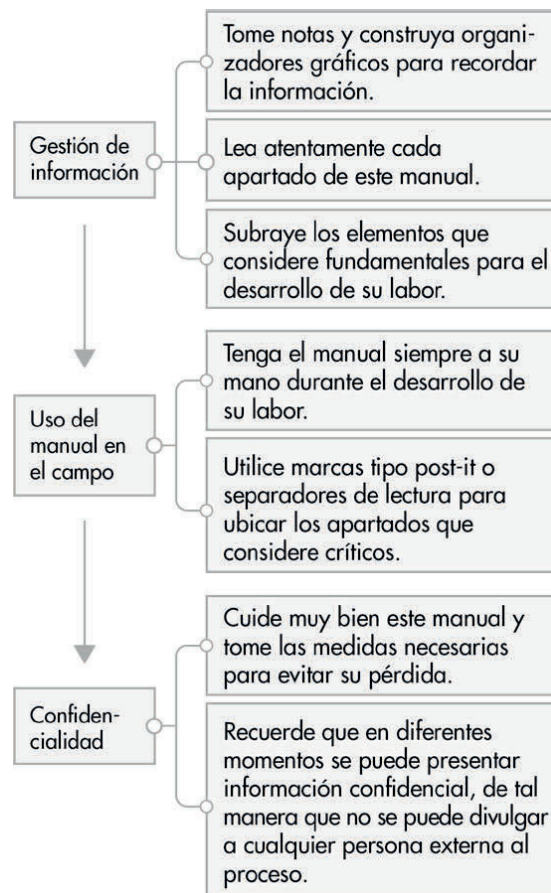 Tome notas y construya organi-
zadores gráficos para recordar
la información.
Gestión de
información
Lea atentamente cada
apartado de este manual.
Subraye los elementos que
considere fundamentales para el
desarrollo de su labor.
Tenga el manual siempre a su
mano durante el desarrollo de
su labor.
Uso del
manual en
el campo
Utilice marcas tipo post-it o
separadores de lectura para
ubicar los apartados que
considere críticos.
Cuide muy bien este manual y
tome las medidas necesarias
para evitar su pérdida.
Confiden-
cialidad
Recuerde que en diferentes
momentos se puede presentar
información confidencial, de tal
manera que no se puede divulgar
a cualquier persona externa al
proceso.